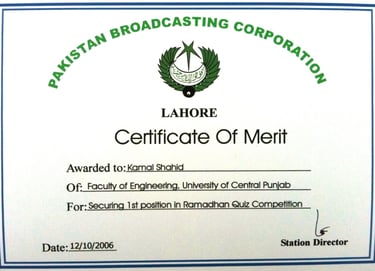 PAKISTAN BROADCASTING CORPORATION
LAHORE
Certificate Of Merit
Awarded to: Kamal Shahid
Of: Faculty of Engineering, University of Central Punjab
For: Securing 1st position in Ramadhan Quiz Competition
Date: 12/10/2006
Station Director